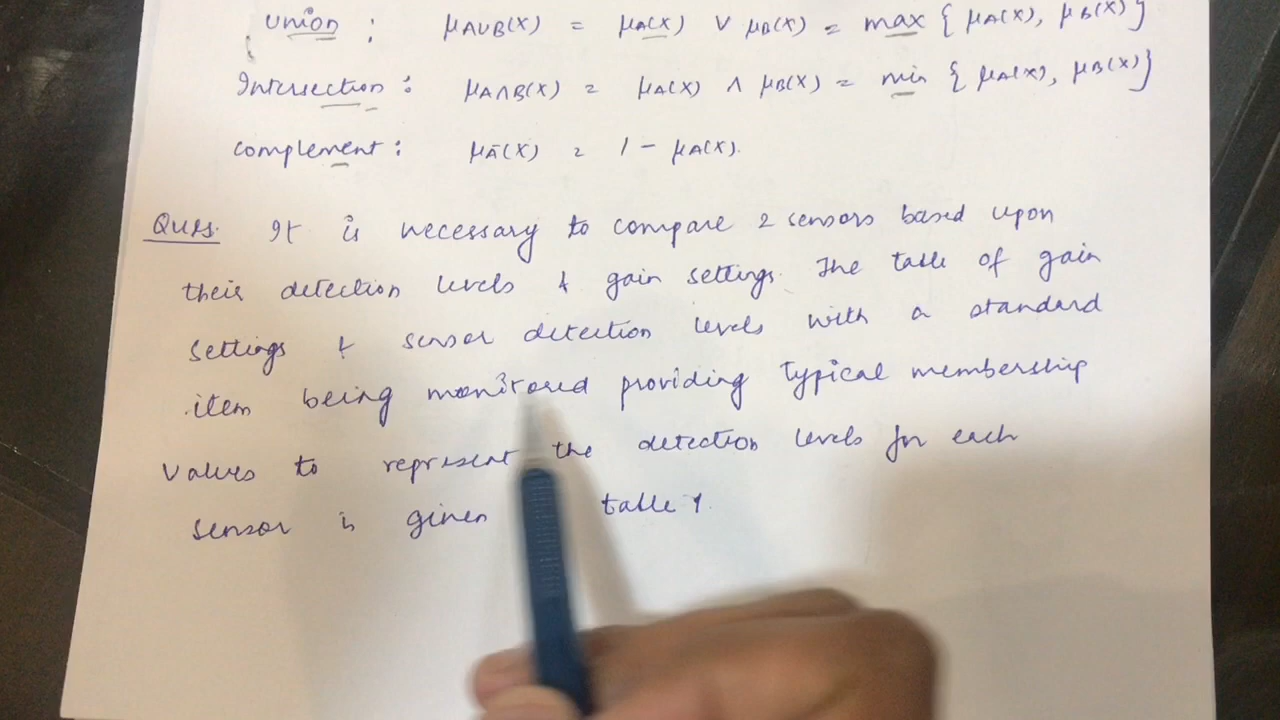 Union : μA∪B(X) = μA(X) ∨ μB(X) = max { μA(X), μB(X) }
Intersection : μA∩B(X) = μA(X) ∧ μB(X) = min { μA(X), μB(X) }
Complement : μĀ(X) = 1 - μA(X).
Ques. It is necessary to compare 2 sensors based upon
their detection levels & gain settings. The table of gain
settings & sensor detection levels with a standard
item being monitored providing typical membership
values to represent the detection levels for each
sensor is given table 1.